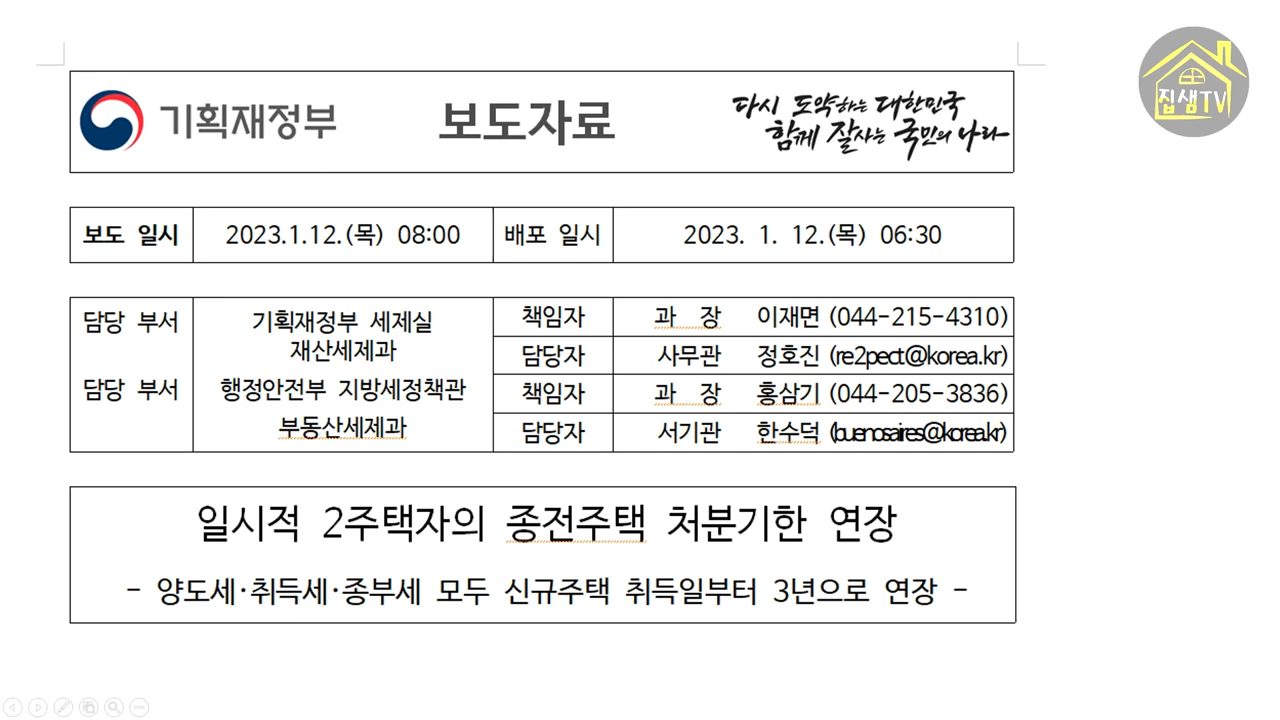 집샘TV
기획재정부 보도자료 다시 도약하는 대한민국
함께 잘사는 국민의 나라
보도 일시 2023.1.12.(목) 08:00 배포 일시 2023. 1. 12.(목) 06:30
담당 부서 기획재정부 세제실 책임자 과 장 이재면 (044-215-4310)
재산세제과 담당자 사무관 정호진 (re2pect@korea.kr)
담당 부서 행정안전부 지방세정책관 책임자 과 장 홍삼기 (044-205-3836)
부동산세제과 담당자 서기관 한수덕 (buenosaires@korea.kr)
일시적 2주택자의 종전주택 처분기한 연장
- 양도세·취득세·종부세 모두 신규주택 취득일부터 3년으로 연장 -